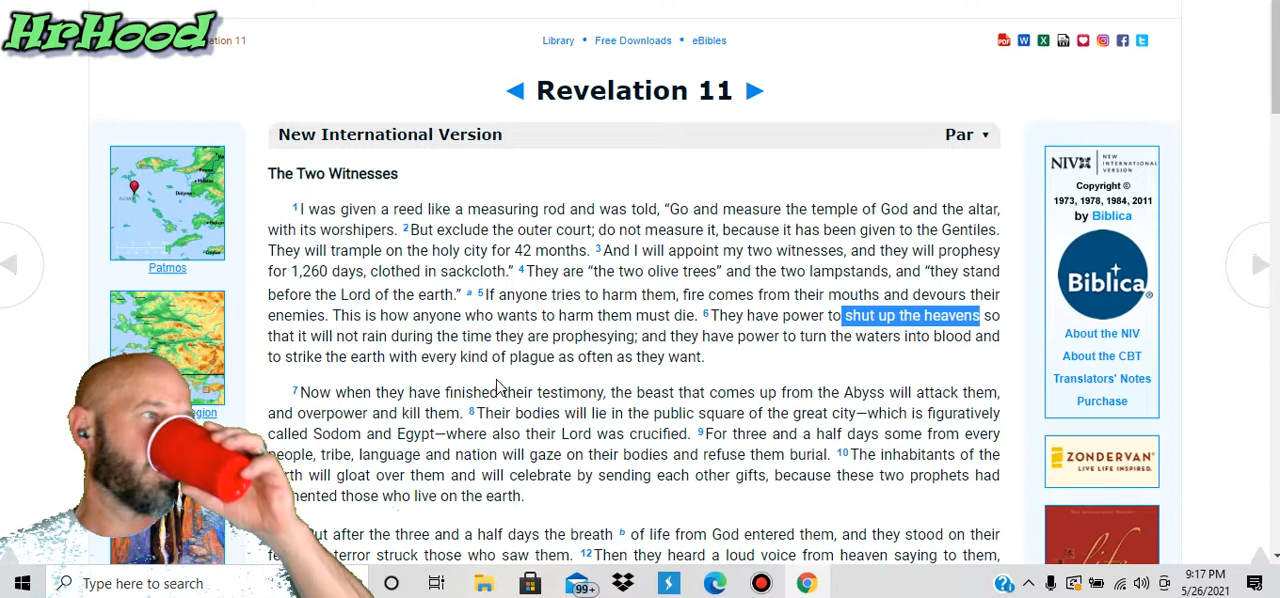 HrHood
ation 11
Library • Free Downloads • eBibles
◄ Revelation 11 ►
New International Version
Par ▼
The Two Witnesses
1 I was given a reed like a measuring rod and was told, “Go and measure the temple of God and the altar,
with its worshipers. 2 But exclude the outer court; do not measure it, because it has been given to the Gentiles.
They will trample on the holy city for 42 months. 3 And I will appoint my two witnesses, and they will prophesy
for 1,260 days, clothed in sackcloth.” 4 They are “the two olive trees” and the two lampstands, and “they stand
before the Lord of the earth.” a 5 If anyone tries to harm them, fire comes from their mouths and devours their
enemies. This is how anyone who wants to harm them must die. 6 They have power to shut up the heavens so
that it will not rain during the time they are prophesying; and they have power to turn the waters into blood and
to strike the earth with every kind of plague as often as they want.
7 Now when they have finished their testimony, the beast that comes up from the Abyss will attack them,
and overpower and kill them. 8 Their bodies will lie in the public square of the great city—which is figuratively
called Sodom and Egypt—where also their Lord was crucified. 9 For three and a half days some from every
people, tribe, language and nation will gaze on their bodies and refuse them burial. 10 The inhabitants of the
rth will gloat over them and will celebrate by sending each other gifts, because these two prophets had
mented those who live on the earth.
ut after the three and a half days the breath b of life from God entered them, and they stood on their
terror struck those who saw them. 12 Then they heard a loud voice from heaven saying to them,
Patmos
gion
NIV NEW INTERNATIONAL VERSION
Copyright ©
1973, 1978, 1984, 2011
by Biblica
Biblica®
About the NIV
About the CBT
Translators' Notes
Purchase
ZONDERVAN
LIFE LIVE INSPIRED.
Type here to search
99+
9:17 PM
5/26/2021